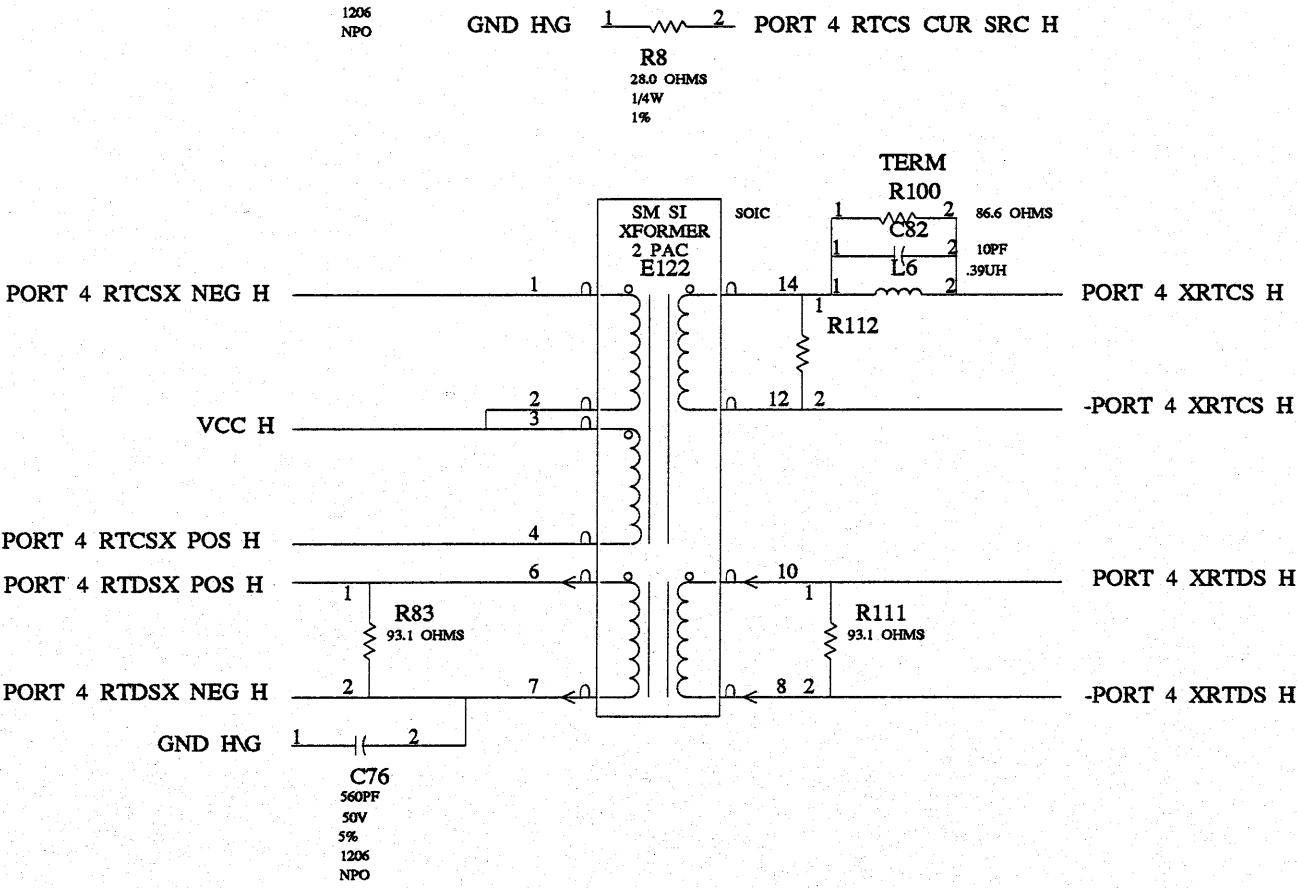 1206
NPO
GND H\G 1 2 PORT 4 RTCS CUR SRC H
R8
28.0 OHMS
1/4W
1%
TERM
R100
1 2 86.6 OHMS
C82
1 2 10PF
L6 .39UH
1 2
SM SI
XFORMER
2 PAC
E122
SOIC
PORT 4 RTCSX NEG H 1 14 PORT 4 XRTCS H
1
R112
2 12 2 -PORT 4 XRTCS H
VCC H 3
PORT 4 RTCSX POS H 4
PORT 4 RTDSX POS H 6 10 PORT 4 XRTDS H
1 1
R83
93.1 OHMS
R111
93.1 OHMS
PORT 4 RTDSX NEG H 2 7 8 2 -PORT 4 XRTDS H
GND H\G 1 2
C76
560PF
50V
5%
1206
NPO